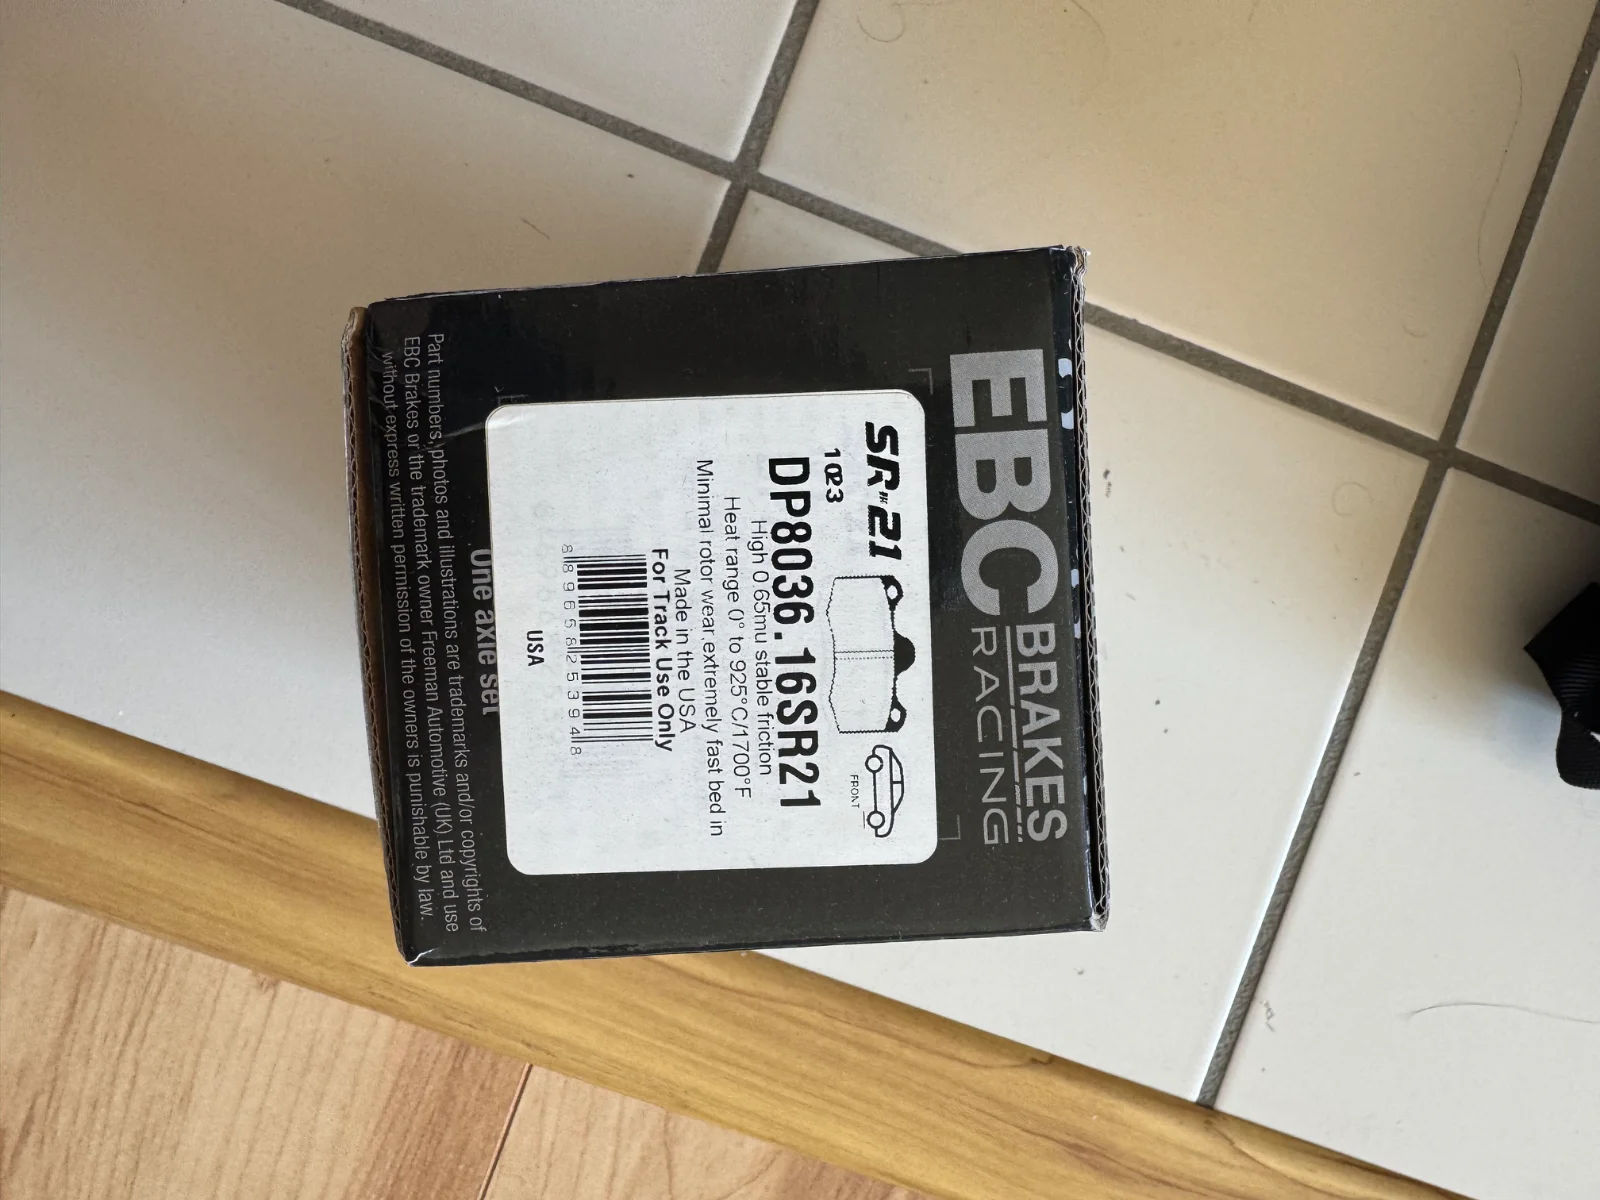 EBC BRAKES
RACING
SR-21
FRONT
DP8036.16SR21
High 0.65mu stable friction
Heat range 0° to 925°C/1700°F
Minimal rotor wear,extremely fast bed in
Made in the USA
For Track Use Only
USA
One axle set
Part numbers, photos and illustrations are trademarks and/or copyrights of
EBC Brakes or the trademark owner Freeman Automotive (UK) Ltd and use
without express written permission of the owners is punishable by law.